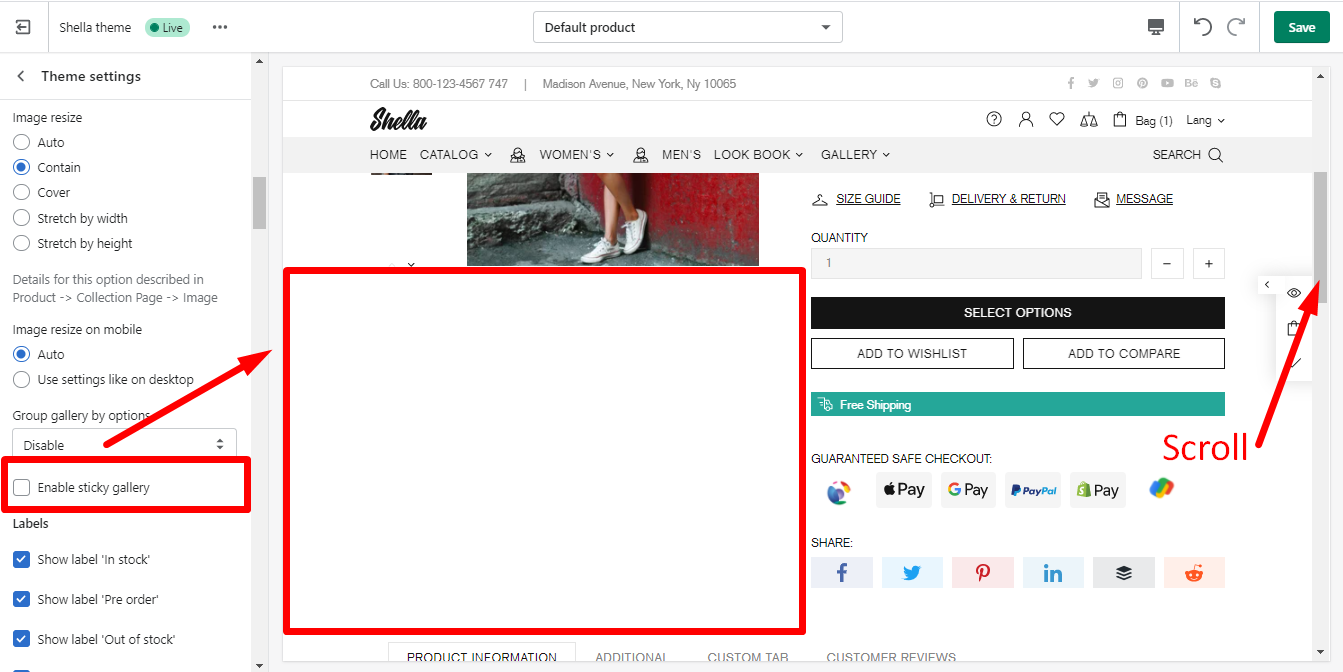 Shella theme
Live
Default product
Save
Theme settings
Image resize
Auto
Contain
Cover
Stretch by width
Stretch by height
Details for this option described in
Product -> Collection Page -> Image
Image resize on mobile
Auto
Use settings like on desktop
Group gallery by options
Disable
Enable sticky gallery
Labels
Show label 'In stock'
Show label 'Pre order'
Show label 'Out of stock'
Call Us: 800-123-4567 747 | Madison Avenue, New York, Ny 10065
Bē
Shella
Bag (1) Lang
HOME CATALOG WOMEN'S MEN'S LOOK BOOK GALLERY SEARCH
SIZE GUIDE DELIVERY & RETURN MESSAGE
QUANTITY
1 − +
SELECT OPTIONS
ADD TO WISHLIST ADD TO COMPARE
Free Shipping
Scroll
GUARANTEED SAFE CHECKOUT:
Pay G Pay PayPal Pay
SHARE:
PRODUCT INFORMATION ADDITIONAL CUSTOM TAB CUSTOMER REVIEWS